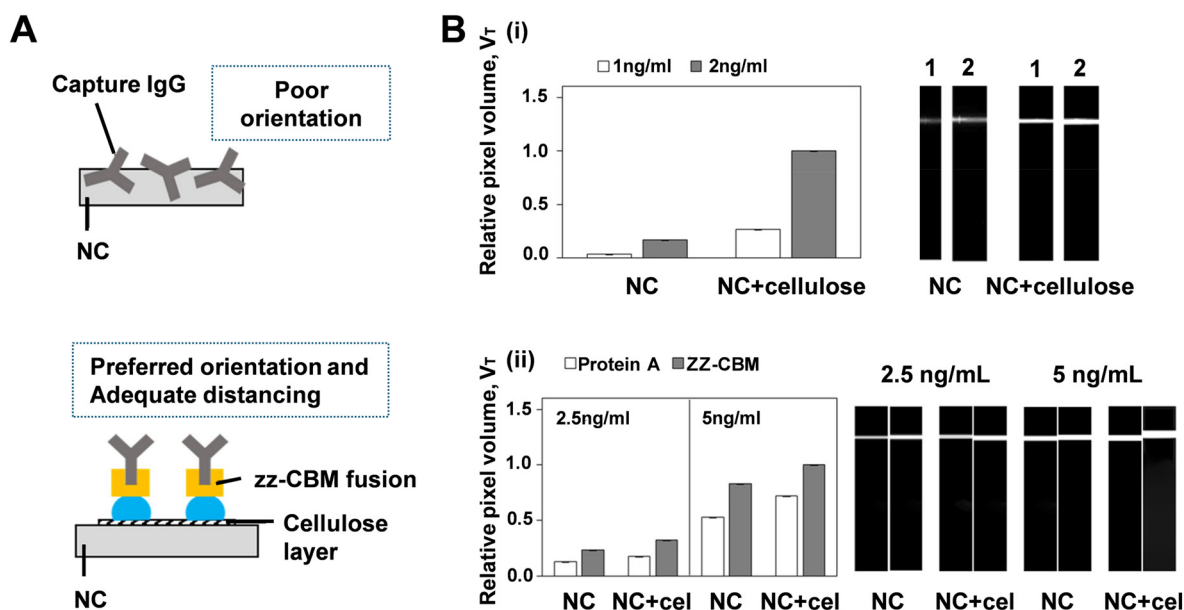 A
Capture IgG
Poor
orientation
NC
Preferred orientation and
Adequate distancing
zz-CBM fusion
Cellulose
layer
NC
B (i)
1ng/ml 2ng/ml
Relative pixel volume, VT
1.5
1.0
0.5
0.0
NC NC+cellulose
1 2 1 2
NC NC+cellulose
(ii)
Protein A ZZ-CBM
Relative pixel volume, VT
1.5
1.0
0.5
0.0
2.5ng/ml 5ng/ml
NC NC+cel NC NC+cel
2.5 ng/mL 5 ng/mL
NC NC+cel NC NC+cel